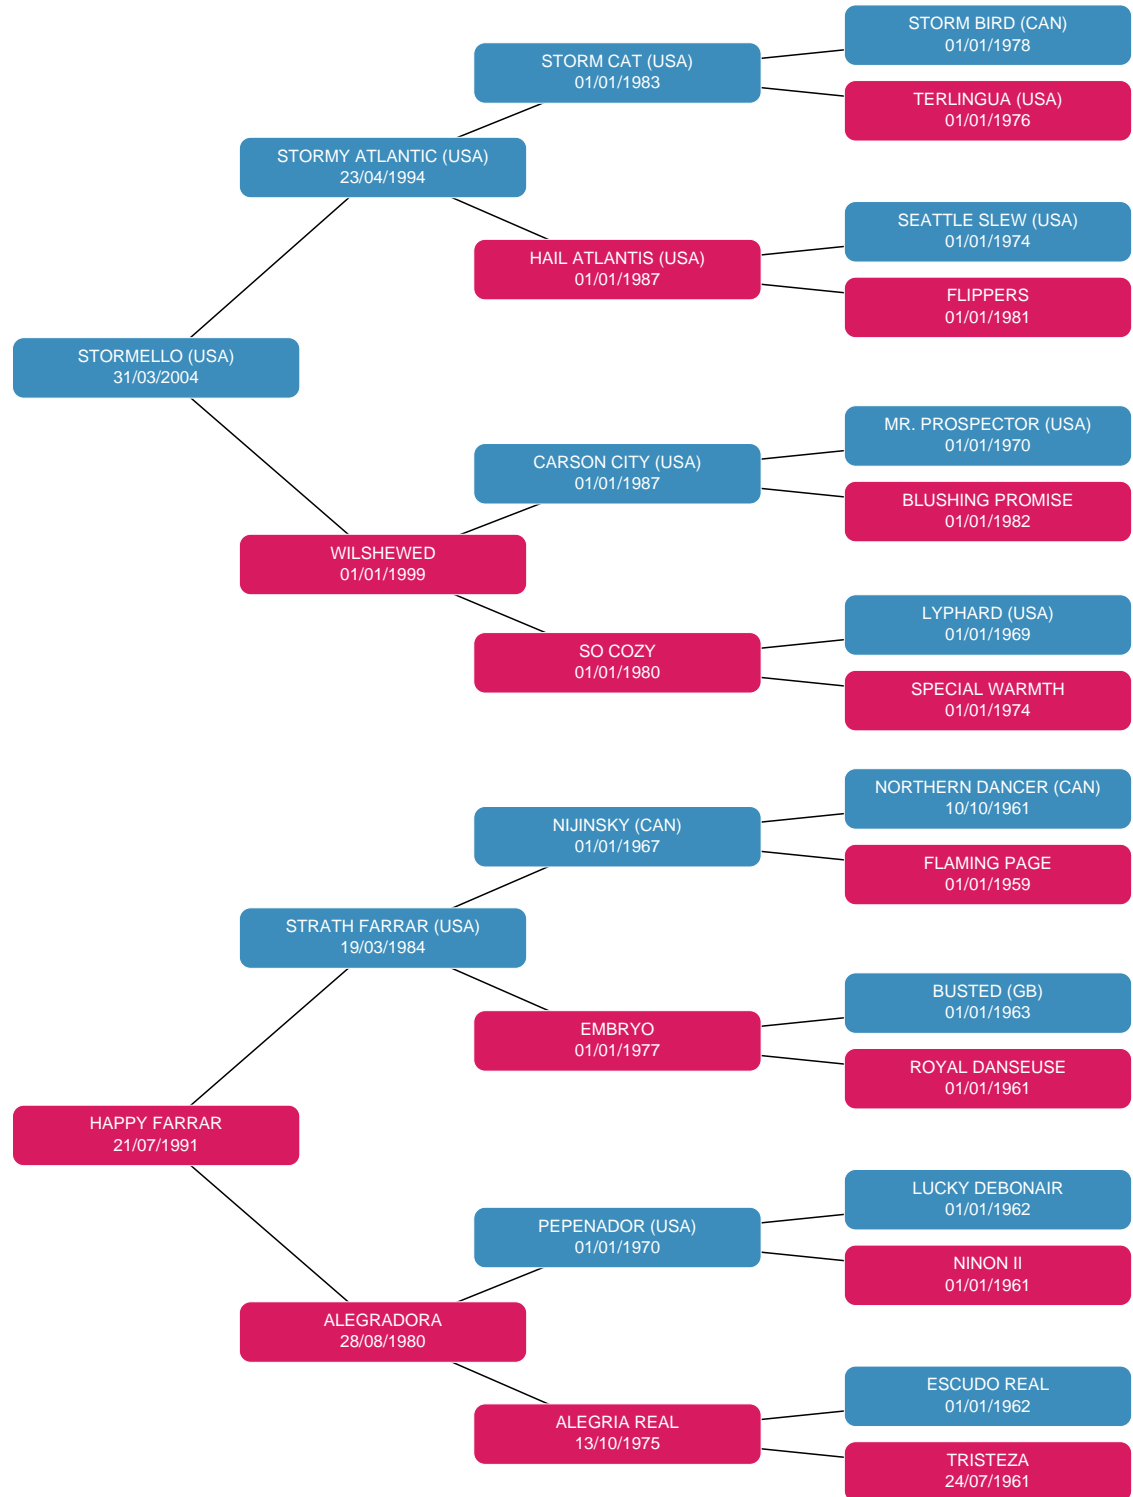 STORM BIRD (CAN)
01/01/1978
STORM CAT (USA)
01/01/1983
TERLINGUA (USA)
01/01/1976
STORMY ATLANTIC (USA)
23/04/1994
SEATTLE SLEW (USA)
01/01/1974
HAIL ATLANTIS (USA)
01/01/1987
FLIPPERS
01/01/1981
STORMELLO (USA)
31/03/2004
MR. PROSPECTOR (USA)
01/01/1970
CARSON CITY (USA)
01/01/1987
BLUSHING PROMISE
01/01/1982
WILSHEWED
01/01/1999
LYPHARD (USA)
01/01/1969
SO COZY
01/01/1980
SPECIAL WARMTH
01/01/1974
NORTHERN DANCER (CAN)
10/10/1961
NIJINSKY (CAN)
01/01/1967
FLAMING PAGE
01/01/1959
STRATH FARRAR (USA)
19/03/1984
BUSTED (GB)
01/01/1963
EMBRYO
01/01/1977
ROYAL DANSEUSE
01/01/1961
HAPPY FARRAR
21/07/1991
LUCKY DEBONAIR
01/01/1962
PEPENADOR (USA)
01/01/1970
NINON II
01/01/1961
ALEGRADORA
28/08/1980
ESCUDO REAL
01/01/1962
ALEGRIA REAL
13/10/1975
TRISTEZA
24/07/1961